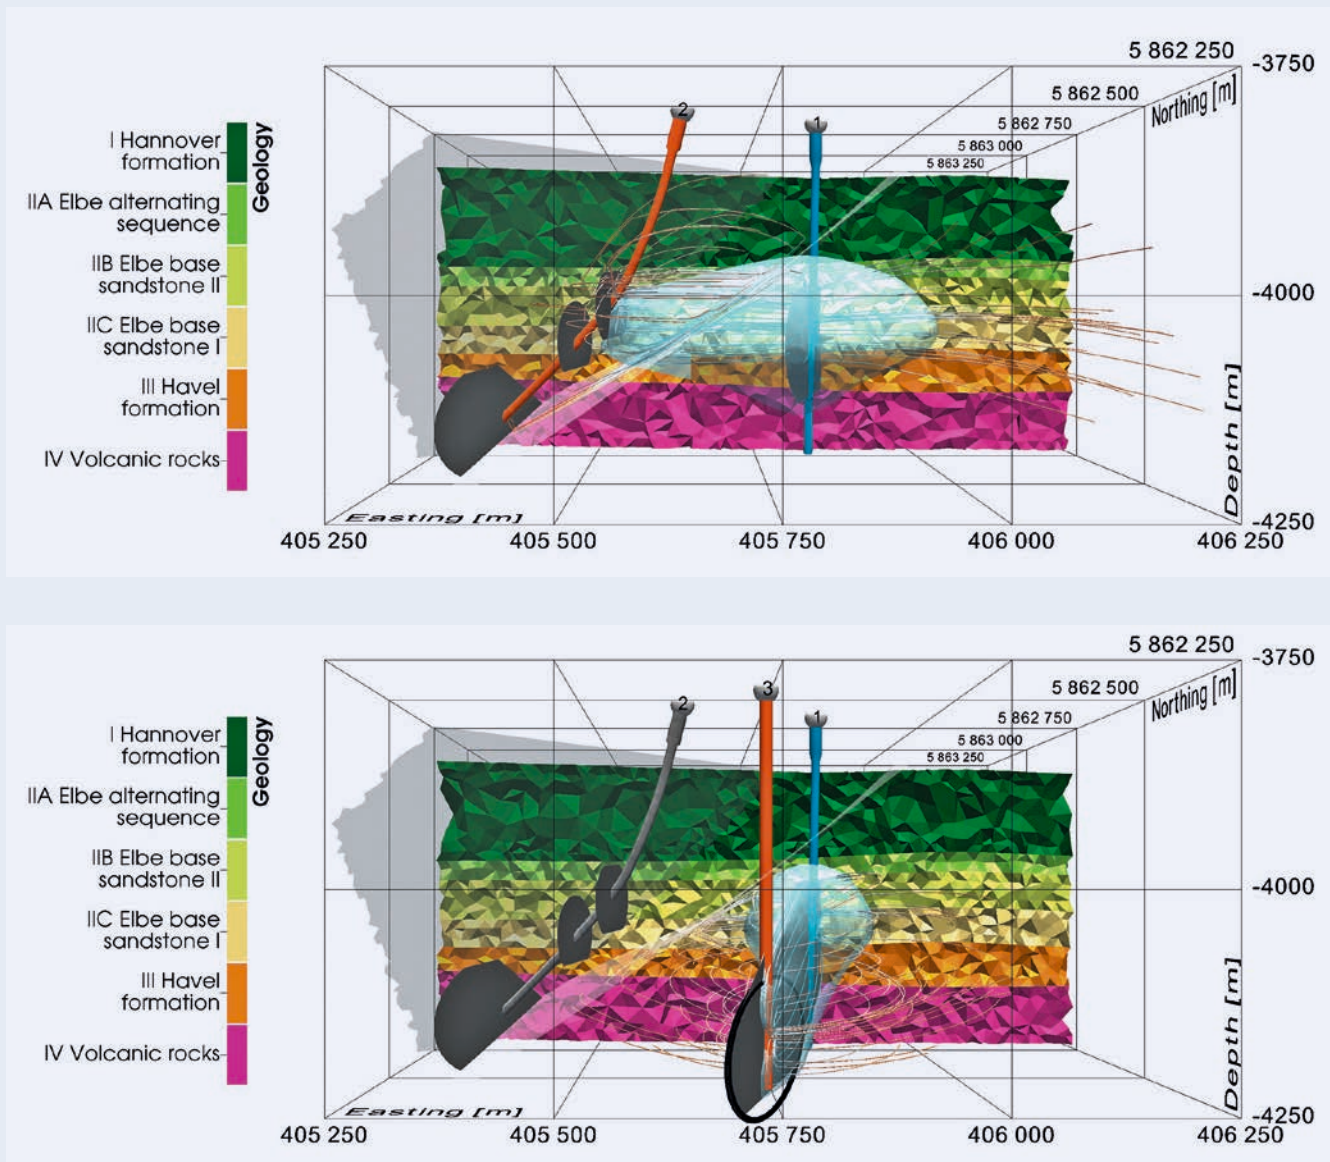 5 862 250
-3750
5 862 500
Northing [m]
5 862 750
5 863 000
5 863 250
2
1
Geology
I Hannover
formation
IIA Elbe alternating
sequence
IIB Elbe base
sandstone II
IIC Elbe base
sandstone I
III Havel
formation
IV Volcanic rocks
-4000
Depth [m]
-4250
Easting [m]
405 250
405 500
405 750
406 000
406 250
5 862 250
-3750
5 862 500
Northing [m]
5 862 750
5 863 000
5 863 250
2
3
1
Geology
I Hannover
formation
IIA Elbe alternating
sequence
IIB Elbe base
sandstone II
IIC Elbe base
sandstone I
III Havel
formation
IV Volcanic rocks
-4000
Depth [m]
-4250
Easting [m]
405 250
405 500
405 750
406 000
406 250